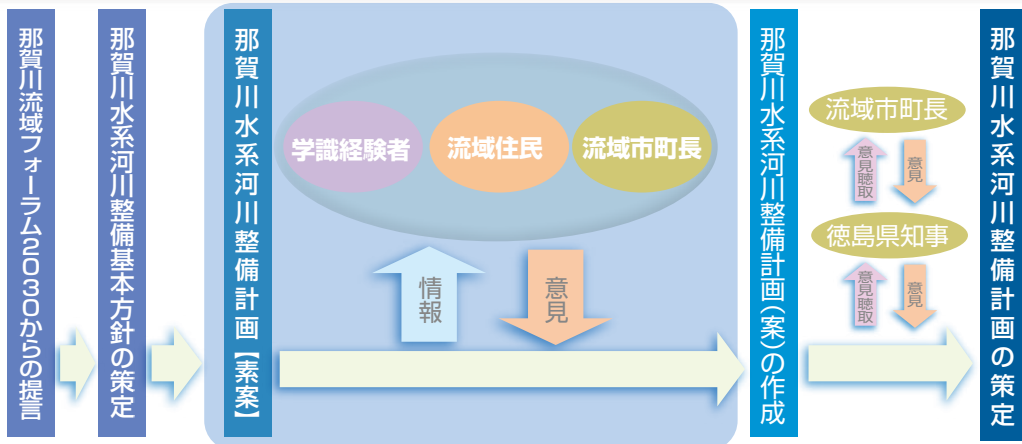 那賀川流域フォーラム2030からの提言
那賀川水系河川整備基本方針の策定
那賀川水系河川整備計画【素案】
学識経験者
流域住民
流域市町長
情報
意見
那賀川水系河川整備計画(案)の作成
流域市町長
意見聴取
意見
徳島県知事
意見聴取
意見
那賀川水系河川整備計画の策定